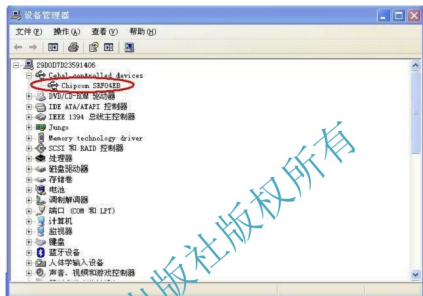 设备管理器
文件(F) 操作(A) 查看(V) 帮助(H)
29D0D7D23591406
Cebal controlled devices
Chipcon SRF04EB
DVD/CD-ROM 驱动器
IDE ATA/ATAPI 控制器
IEEE 1394 总线主控制器
Jungo
Memory technology driver
SCSI 和 RAID 控制器
处理器
磁盘驱动器
存储卷
电池
调制解调器
端口 (COM 和 LPT)
计算机
监视器
键盘
蓝牙设备
人体学输入设备
声音、视频和游戏控制器
出版社版权所有